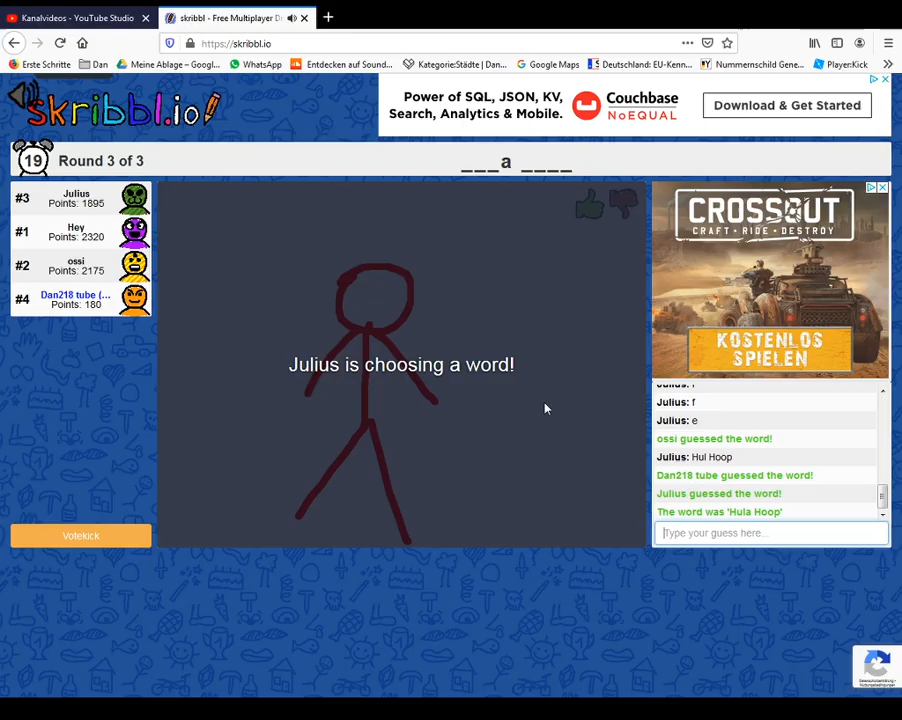 Kanalvideos - YouTube Studio
skribbl - Free Multiplayer Dr
https://skribbl.io
Erste Schritte
Dan
Meine Ablage – Googl...
WhatsApp
Entdecken auf Sound...
Kategorie:Städte | Dan...
Google Maps
Deutschland: EU-Kenn...
Nummernschild Gene...
Player:Kick
skribbl.io
Power of SQL, JSON, KV,
Search, Analytics & Mobile.
Couchbase
NoEQUAL
Download & Get Started
19
Round 3 of 3
___a ____
#3
Julius
Points: 1895
#1
Hey
Points: 2320
#2
ossi
Points: 2175
#4
Dan218 tube (...
Points: 180
Julius is choosing a word!
Votekick
CROSSOUT
CRAFT • RIDE • DESTROY
KOSTENLOS
SPIELEN
Julius: f
Julius: e
ossi guessed the word!
Julius: Hul Hoop
Dan218 tube guessed the word!
Julius guessed the word!
The word was 'Hula Hoop'
Type your guess here...